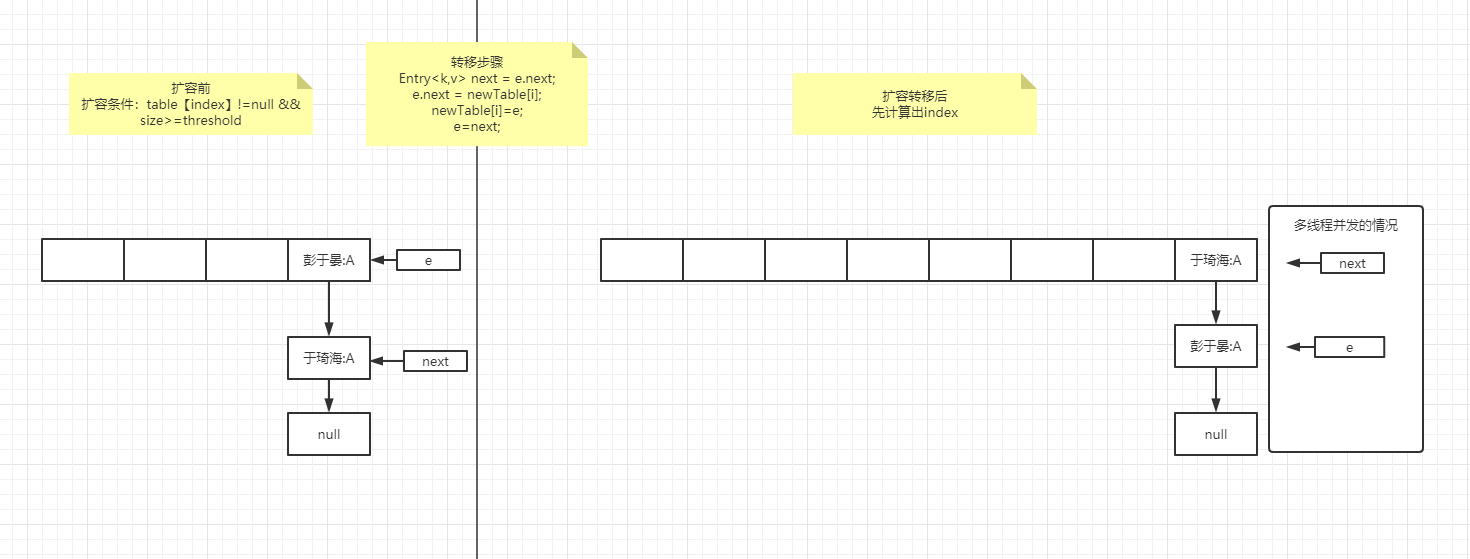 扩容前
扩容条件：table【index】!=null &&
size>=threshold
转移步骤
Entry<k,v> next = e.next;
e.next = newTable[i];
newTable[i]=e;
e=next;
扩容转移后
先计算出index
多线程并发的情况
彭于晏:A
e
于琦海:A
next
于琦海:A
next
彭于晏:A
e
null
null